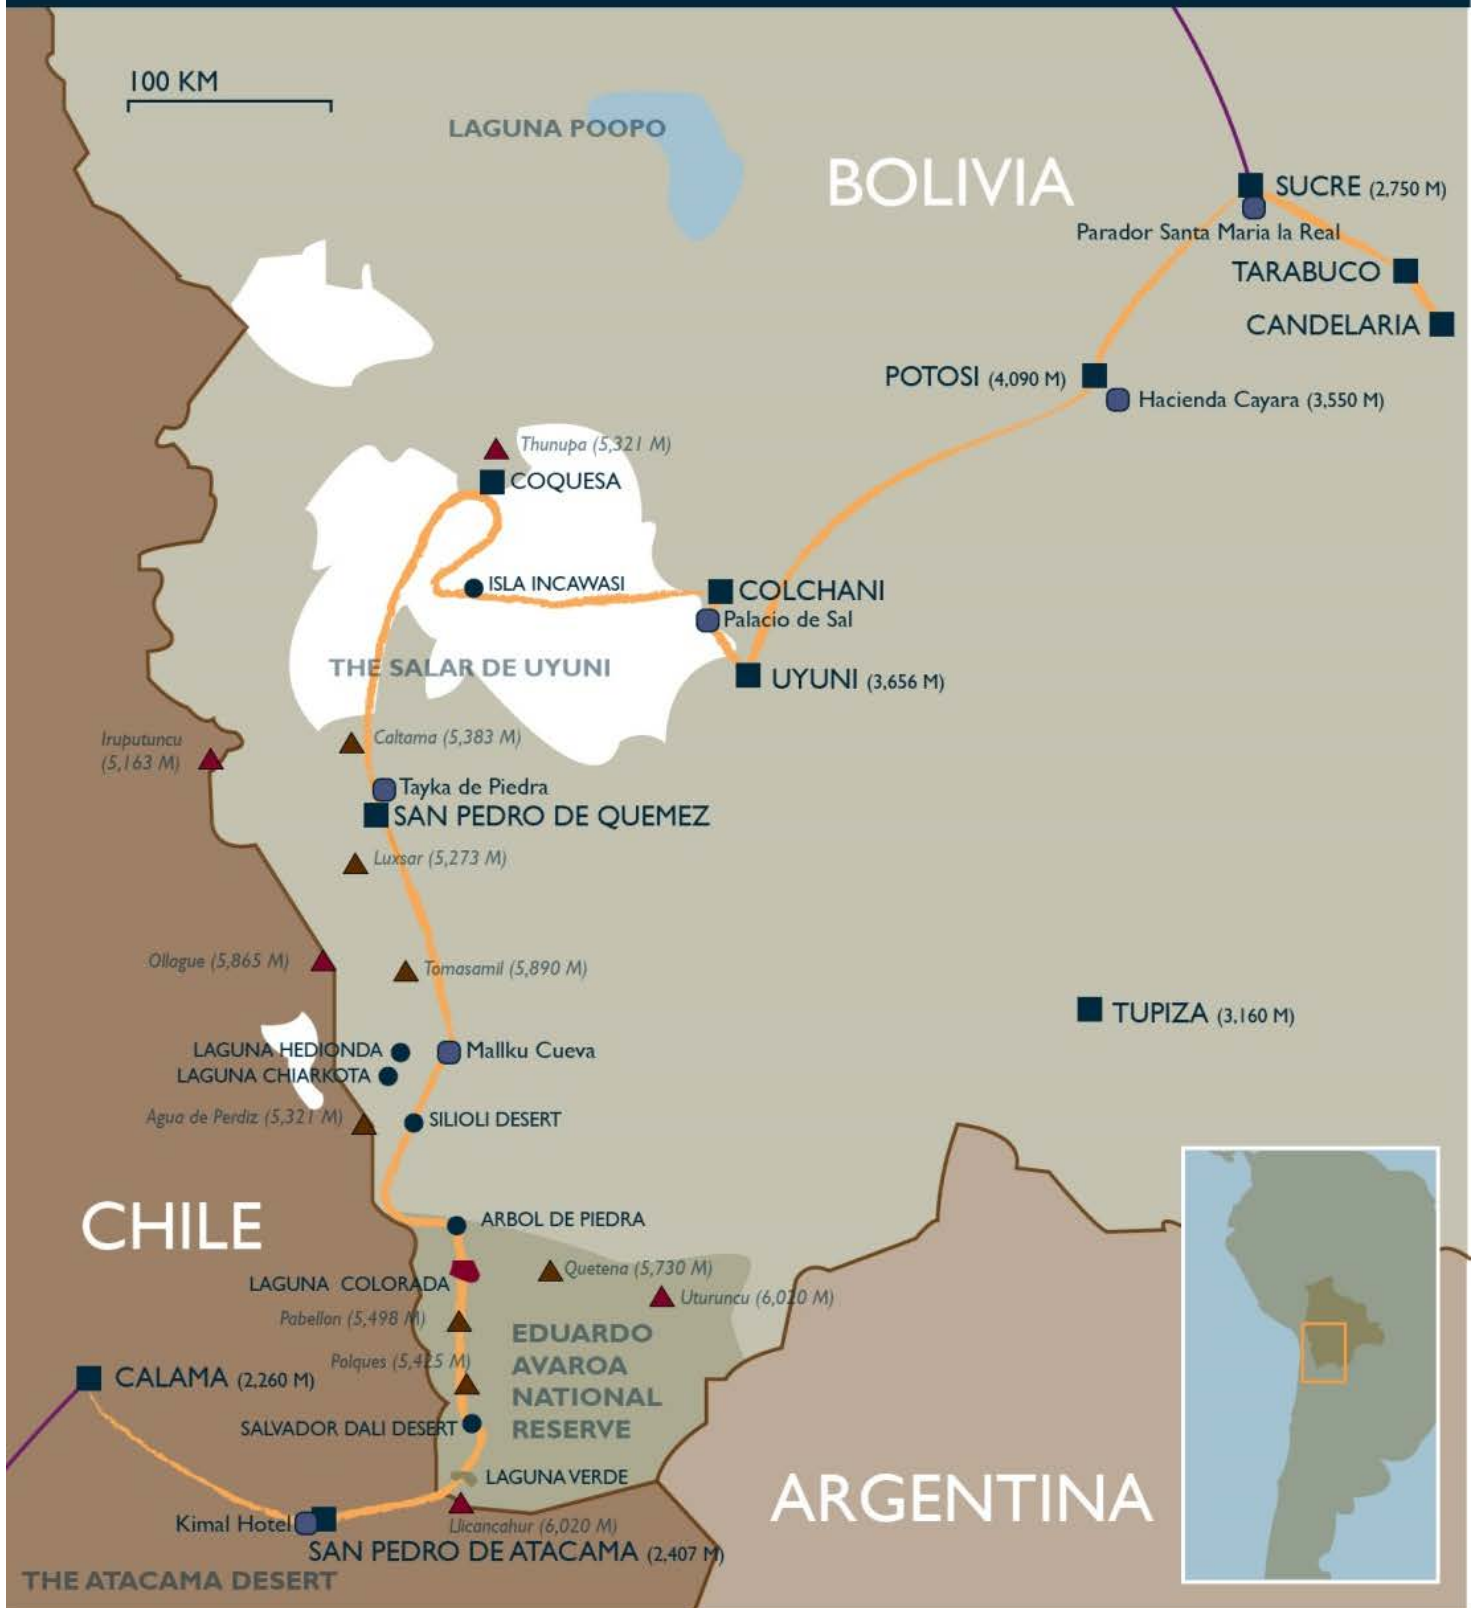 100 KM
LAGUNA POOPO
BOLIVIA
SUCRE (2,750 M)
Parador Santa Maria la Real
TARABUCO
CANDELARIA
POTOSI (4,090 M)
Hacienda Cayara (3,550 M)
Thunupa (5,321 M)
COQUESA
ISLA INCAWASI
COLCHANI
Palacio de Sal
THE SALAR DE UYUNI
UYUNI (3,656 M)
Iruputuncu
(5,163 M)
Caltama (5,383 M)
Tayka de Piedra
SAN PEDRO DE QUEMEZ
Luxsar (5,273 M)
Ollague (5,865 M)
Tomasamil (5,890 M)
TUPIZA (3,160 M)
LAGUNA HEDIONDA
Mallku Cueva
LAGUNA CHIARKOTA
Agua de Perdiz (5,321 M)
SILIOLI DESERT
CHILE
ARBOL DE PIEDRA
LAGUNA COLORADA
Quetena (5,730 M)
Uturuncu (6,020 M)
Pabellon (5,498 M)
EDUARDO
AVAROA
NATIONAL
RESERVE
Polques (5,425 M)
CALAMA (2,260 M)
SALVADOR DALI DESERT
LAGUNA VERDE
ARGENTINA
Kimal Hotel
Llicancahur (6,020 M)
SAN PEDRO DE ATACAMA (2,407 M)
THE ATACAMA DESERT